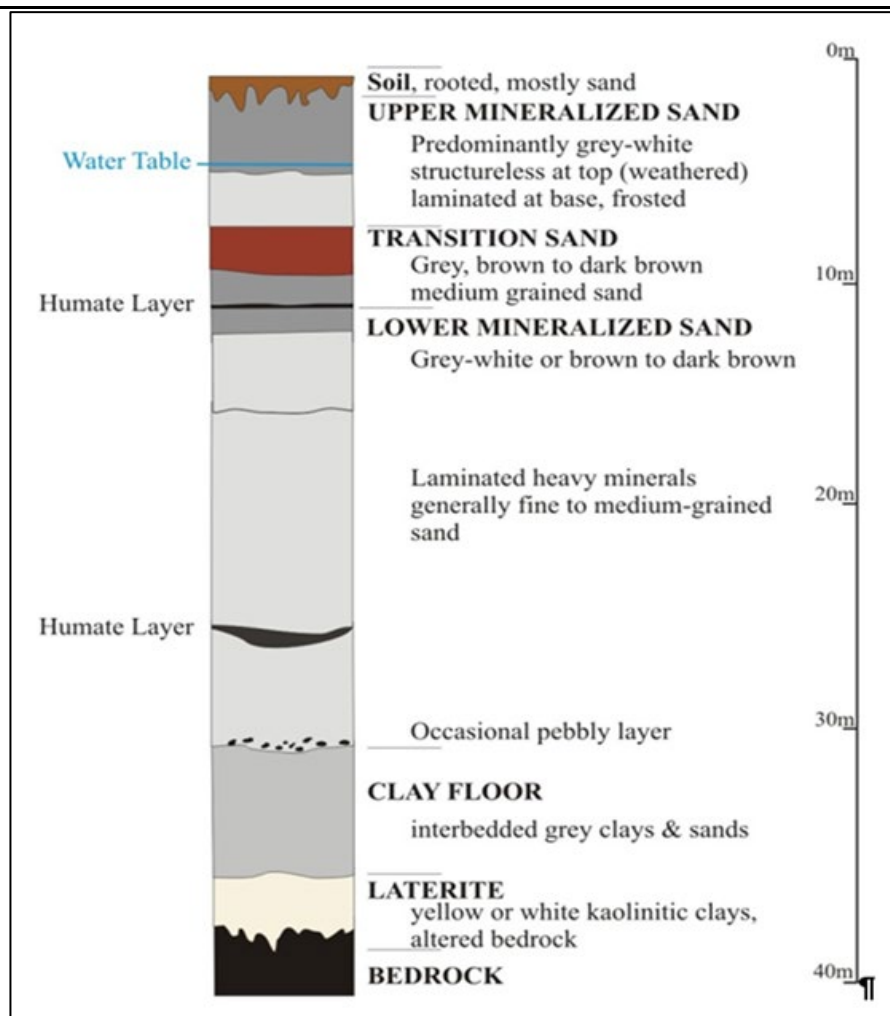 0m
Soil, rooted, mostly sand
UPPER MINERALIZED SAND
Predominantly grey-white
structureless at top (weathered)
laminated at base, frosted
Water Table
TRANSITION SAND
Grey, brown to dark brown
medium grained sand
10m
Humate Layer
LOWER MINERALIZED SAND
Grey-white or brown to dark brown
Laminated heavy minerals
generally fine to medium-grained
sand
20m
Humate Layer
Occasional pebbly layer
30m
CLAY FLOOR
interbedded grey clays & sands
LATERITE
yellow or white kaolinitic clays,
altered bedrock
BEDROCK
40m¶